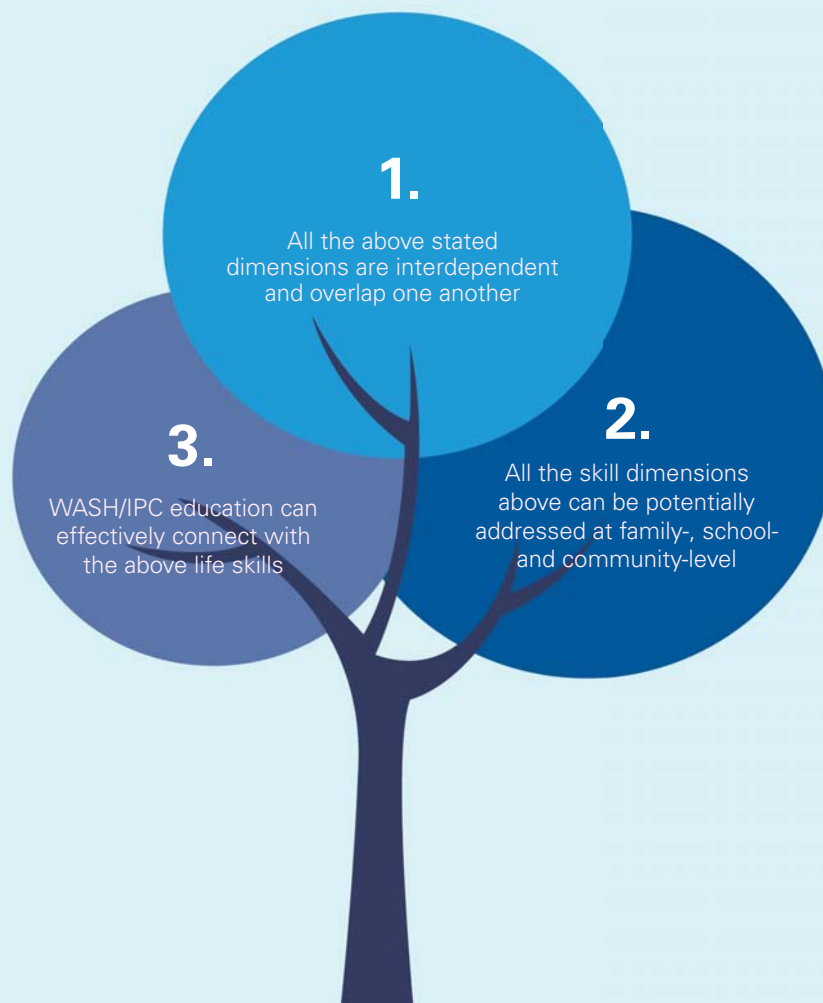 1.
All the above stated
dimensions are interdependent
and overlap one another
2.
All the skill dimensions
above can be potentially
addressed at family-, school-
and community-level
3.
WASH/IPC education can
effectively connect with
the above life skills